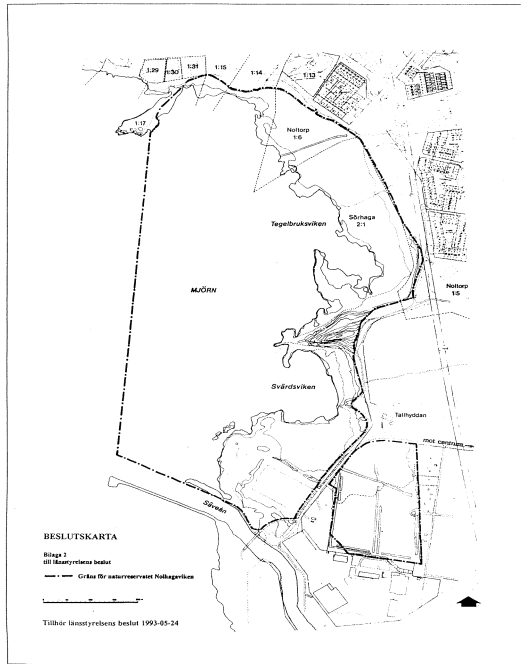 1:29
1:30
1:31
1:15
1:14
1:13
1:17
Noltorp
1:6
Tegelbruksviken
Sörhaga
2:1
MJÖRN
Noltorp
1:5
Svärdsviken
Tallhyddan
mot centrum
Säveån
BESLUTSKARTA
Bilaga 2
till länsstyrelsens beslut
Gräns för naturreservatet Nolhagaviken
Tillhör länsstyrelsens beslut 1993-05-24